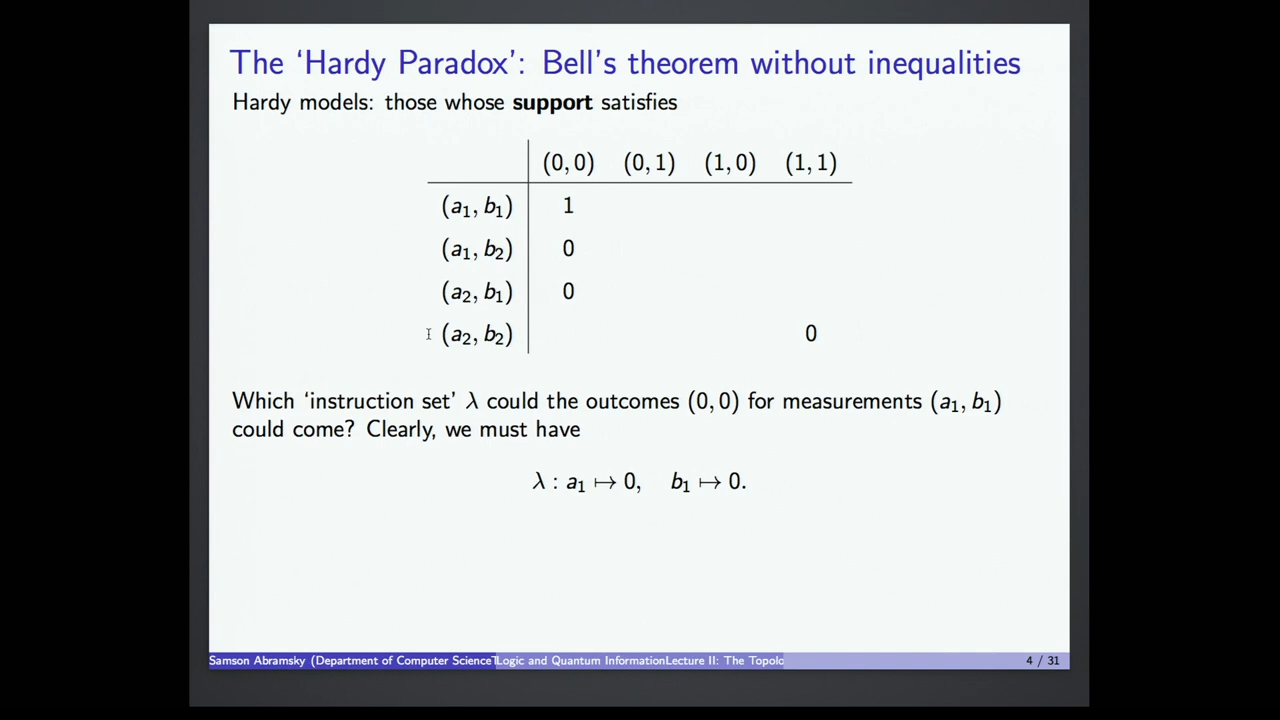 The ‘Hardy Paradox’: Bell’s theorem without inequalities
Hardy models: those whose support satisfies
(0, 0) (0, 1) (1, 0) (1, 1)
(a₁, b₁) 1
(a₁, b₂) 0
(a₂, b₁) 0
(a₂, b₂) 0
Which ‘instruction set’ λ could the outcomes (0, 0) for measurements (a₁, b₁)
could come? Clearly, we must have
λ : a₁ ↦ 0, b₁ ↦ 0.
Samson Abramsky (Department of Computer Science Logic and Quantum InformationLecture II: The Topolo 4 / 31